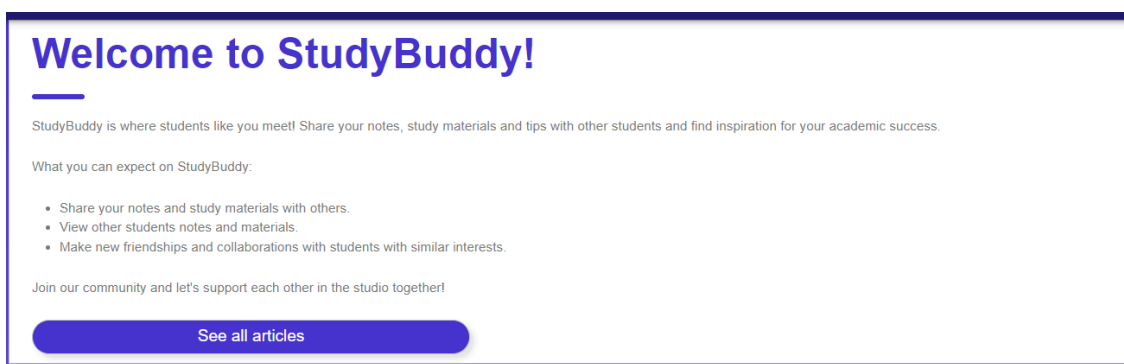 Welcome to StudyBuddy!
StudyBuddy is where students like you meet! Share your notes, study materials and tips with other students and find inspiration for your academic success.
What you can expect on StudyBuddy:
Share your notes and study materials with others.
View other students notes and materials.
Make new friendships and collaborations with students with similar interests.
Join our community and let's support each other in the studio together!
See all articles